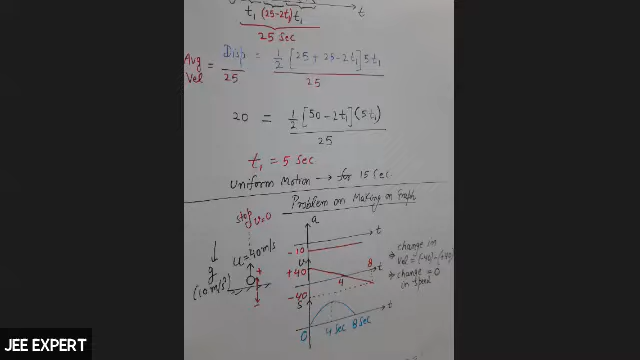 t
t₁ (25-2t₁) t₁
25 sec
Avg Vel = Disp / 25 = 1/2 [25 + 25 - 2t₁] 5t₁ / 25
20 = 1/2 [50 - 2t₁] (5t₁) / 25
t₁ = 5 sec
Uniform Motion → for 15 sec.
Problem on Making on Graph
stop v=0
a
t
-10
u=40m/s
g
(10m/s²)
+
-
v
+40
8
t
4
-40
⇒ change in
vel = (-40)-(+40)
⇒ change = 0
in speed
s
t
0
4 sec 8 sec
JEE EXPERT